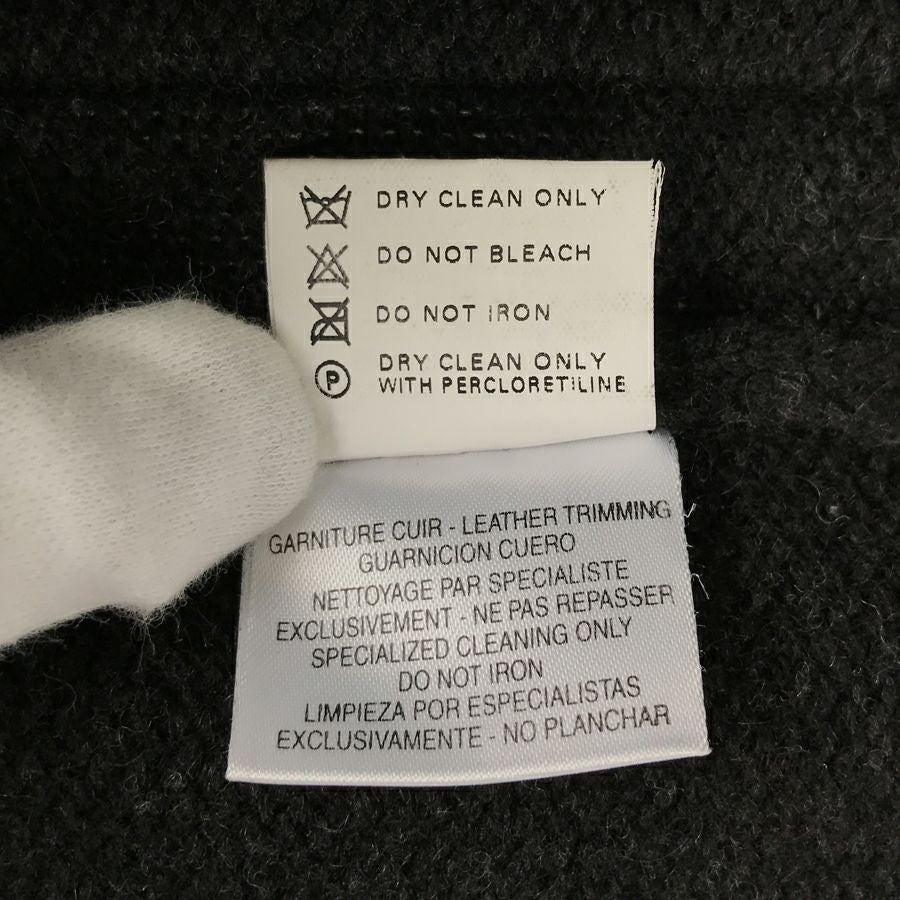 DRY CLEAN ONLY
DO NOT BLEACH
DO NOT IRON
P DRY CLEAN ONLY
WITH PERCLORETILINE
GARNITURE CUIR - LEATHER TRIMMING
GUARNICION CUERO
NETTOYAGE PAR SPECIALISTE
EXCLUSIVEMENT - NE PAS REPASSER
SPECIALIZED CLEANING ONLY
DO NOT IRON
LIMPIEZA POR ESPECIALISTAS
EXCLUSIVAMENTE - NO PLANCHAR